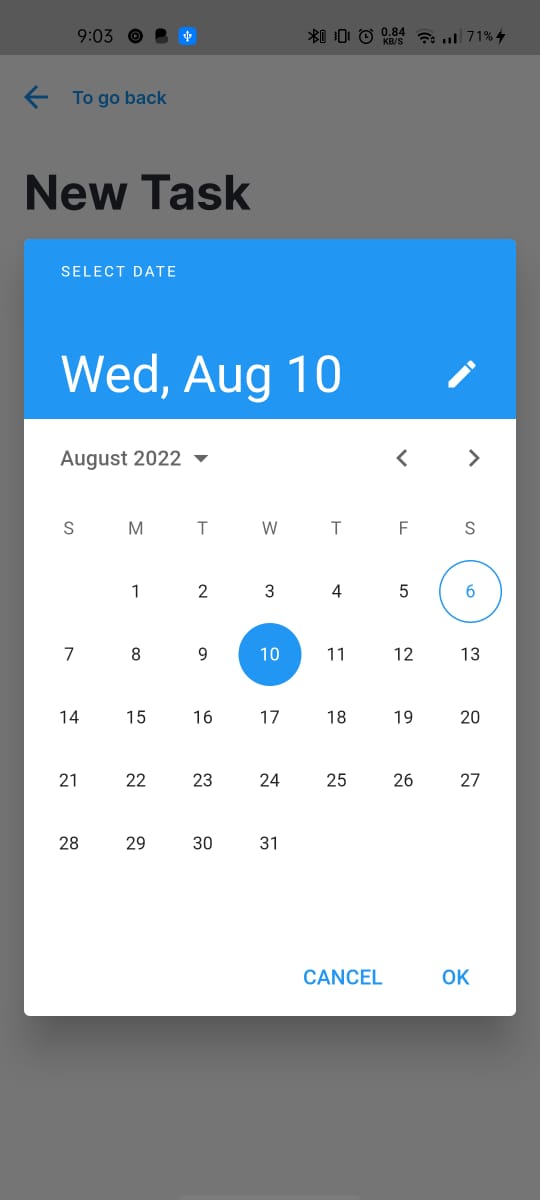 9:03 0.84 KB/S 71%
To go back
New Task
SELECT DATE
Wed, Aug 10
August 2022
S M T W T F S
1 2 3 4 5 6
7 8 9 10 11 12 13
14 15 16 17 18 19 20
21 22 23 24 25 26 27
28 29 30 31
CANCEL OK